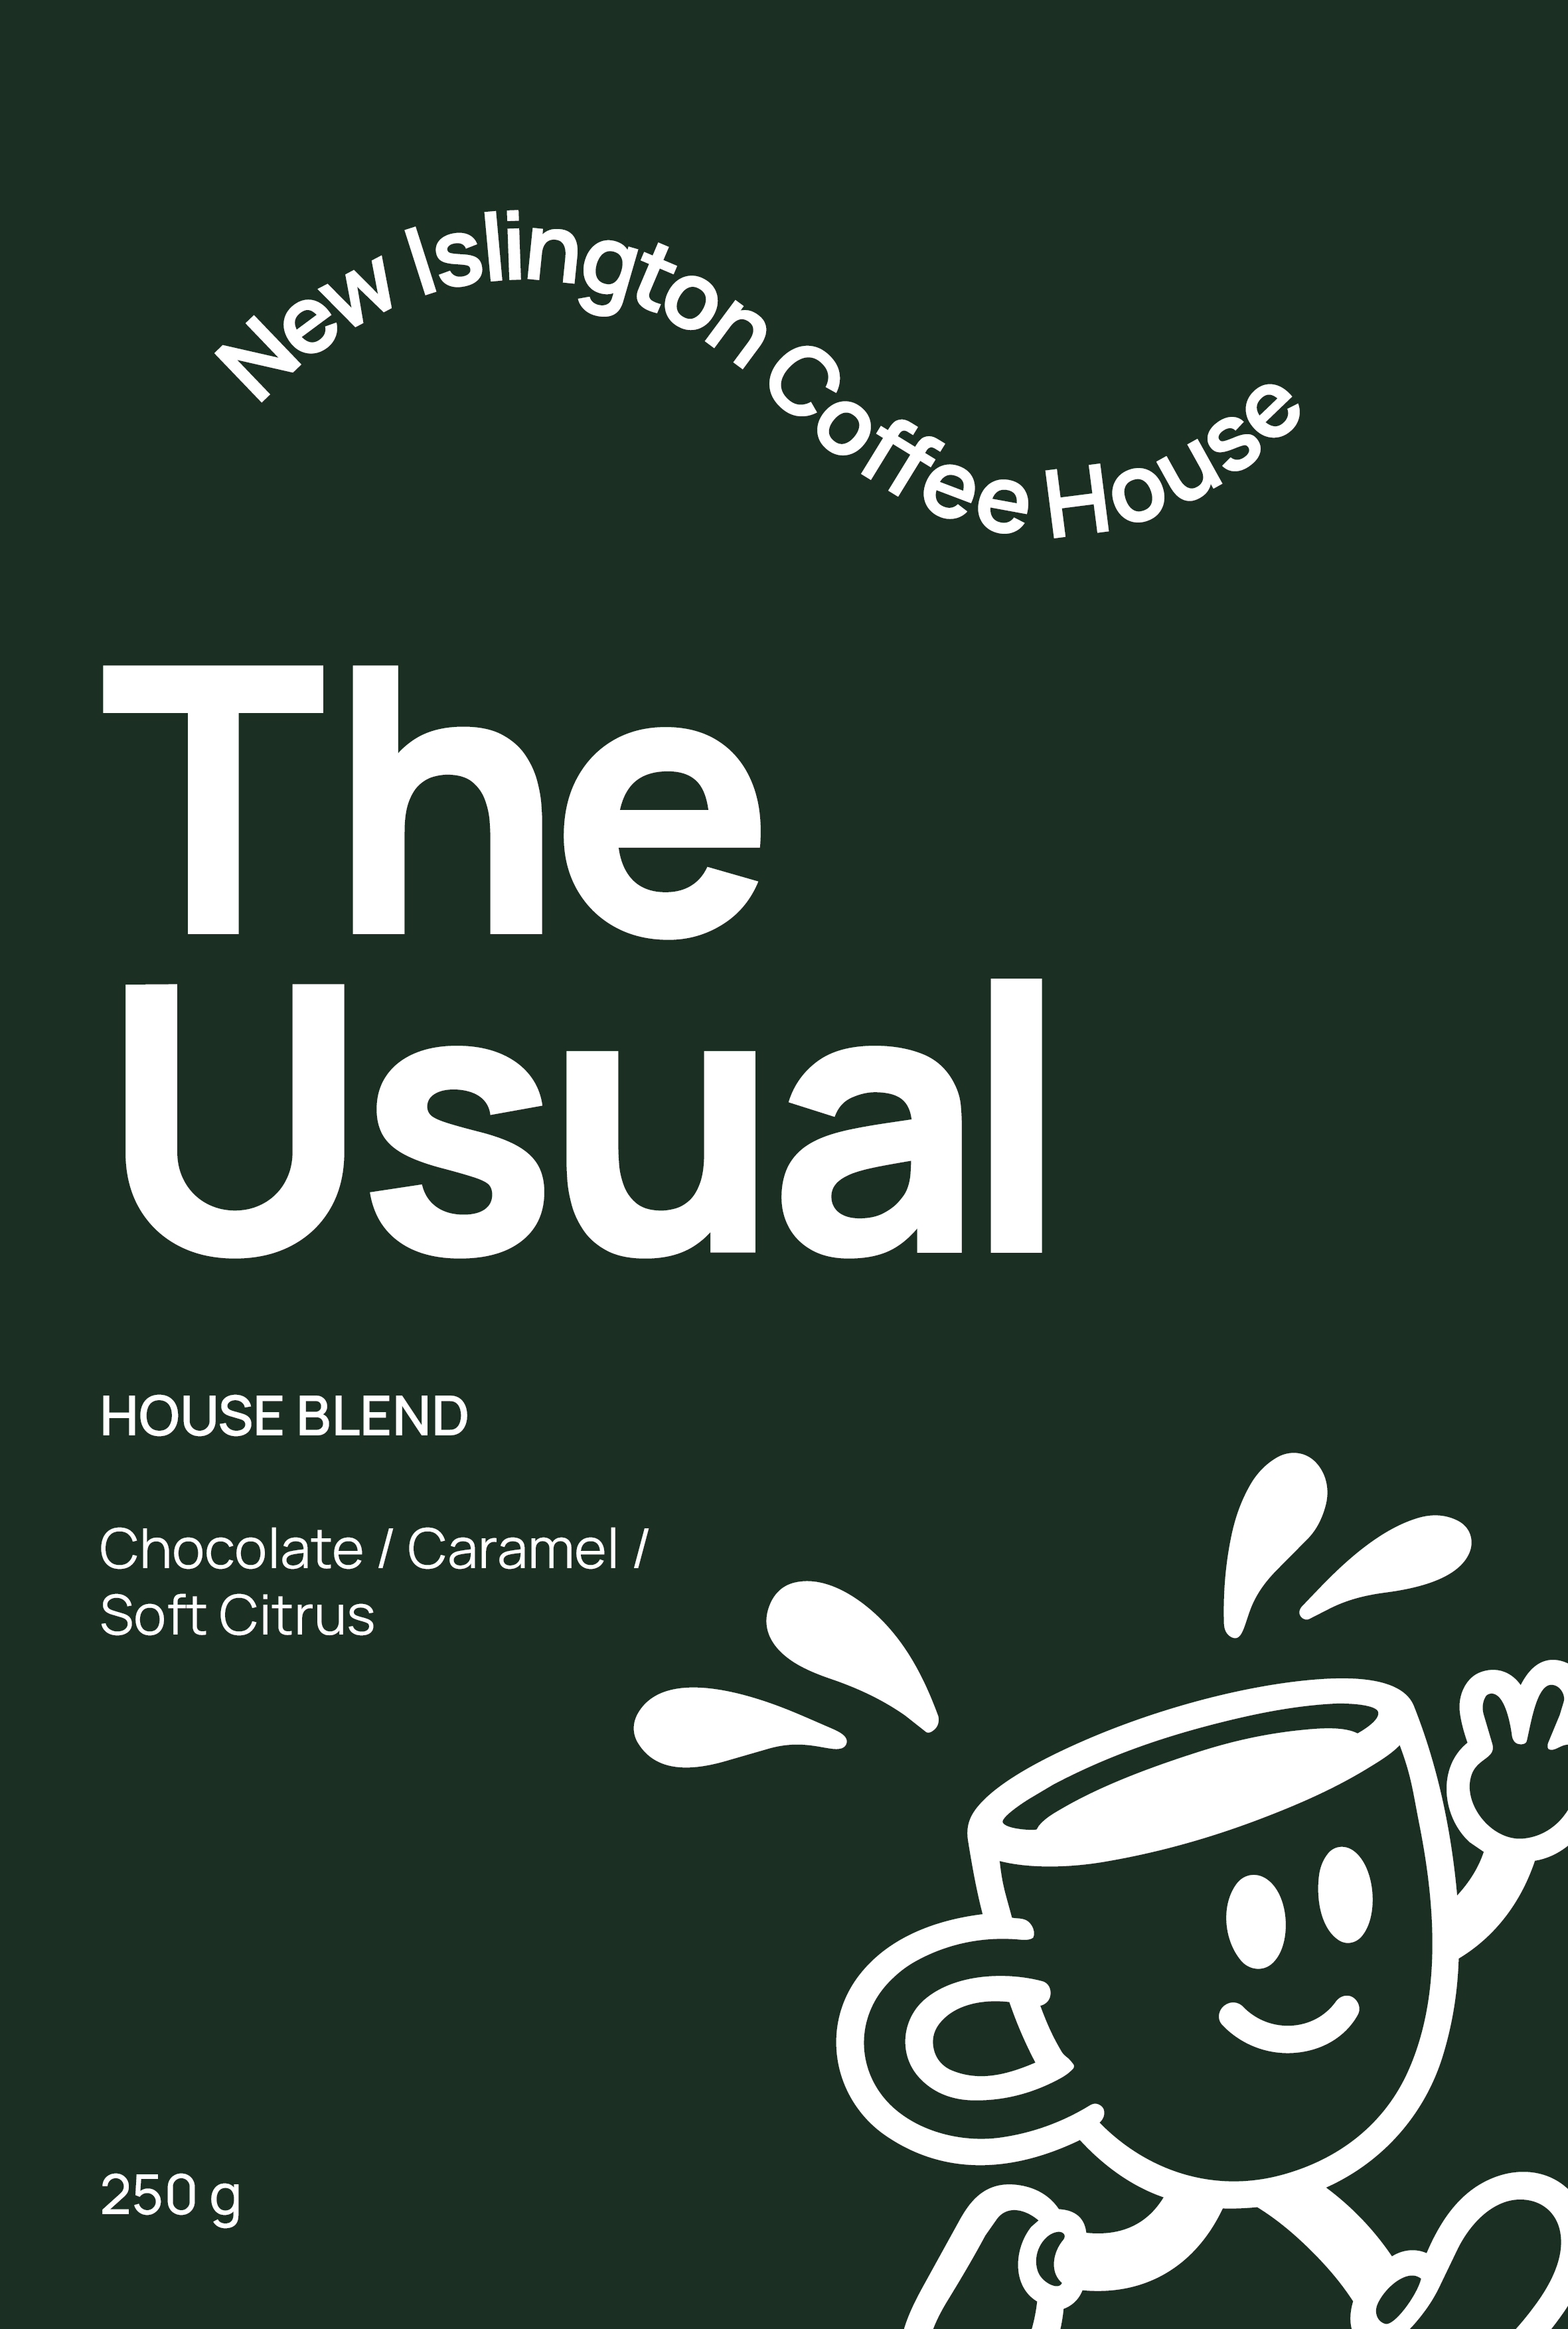 New Islington Coffee House
The
Usual
HOUSE BLEND
Chocolate / Caramel /
Soft Citrus
250 g